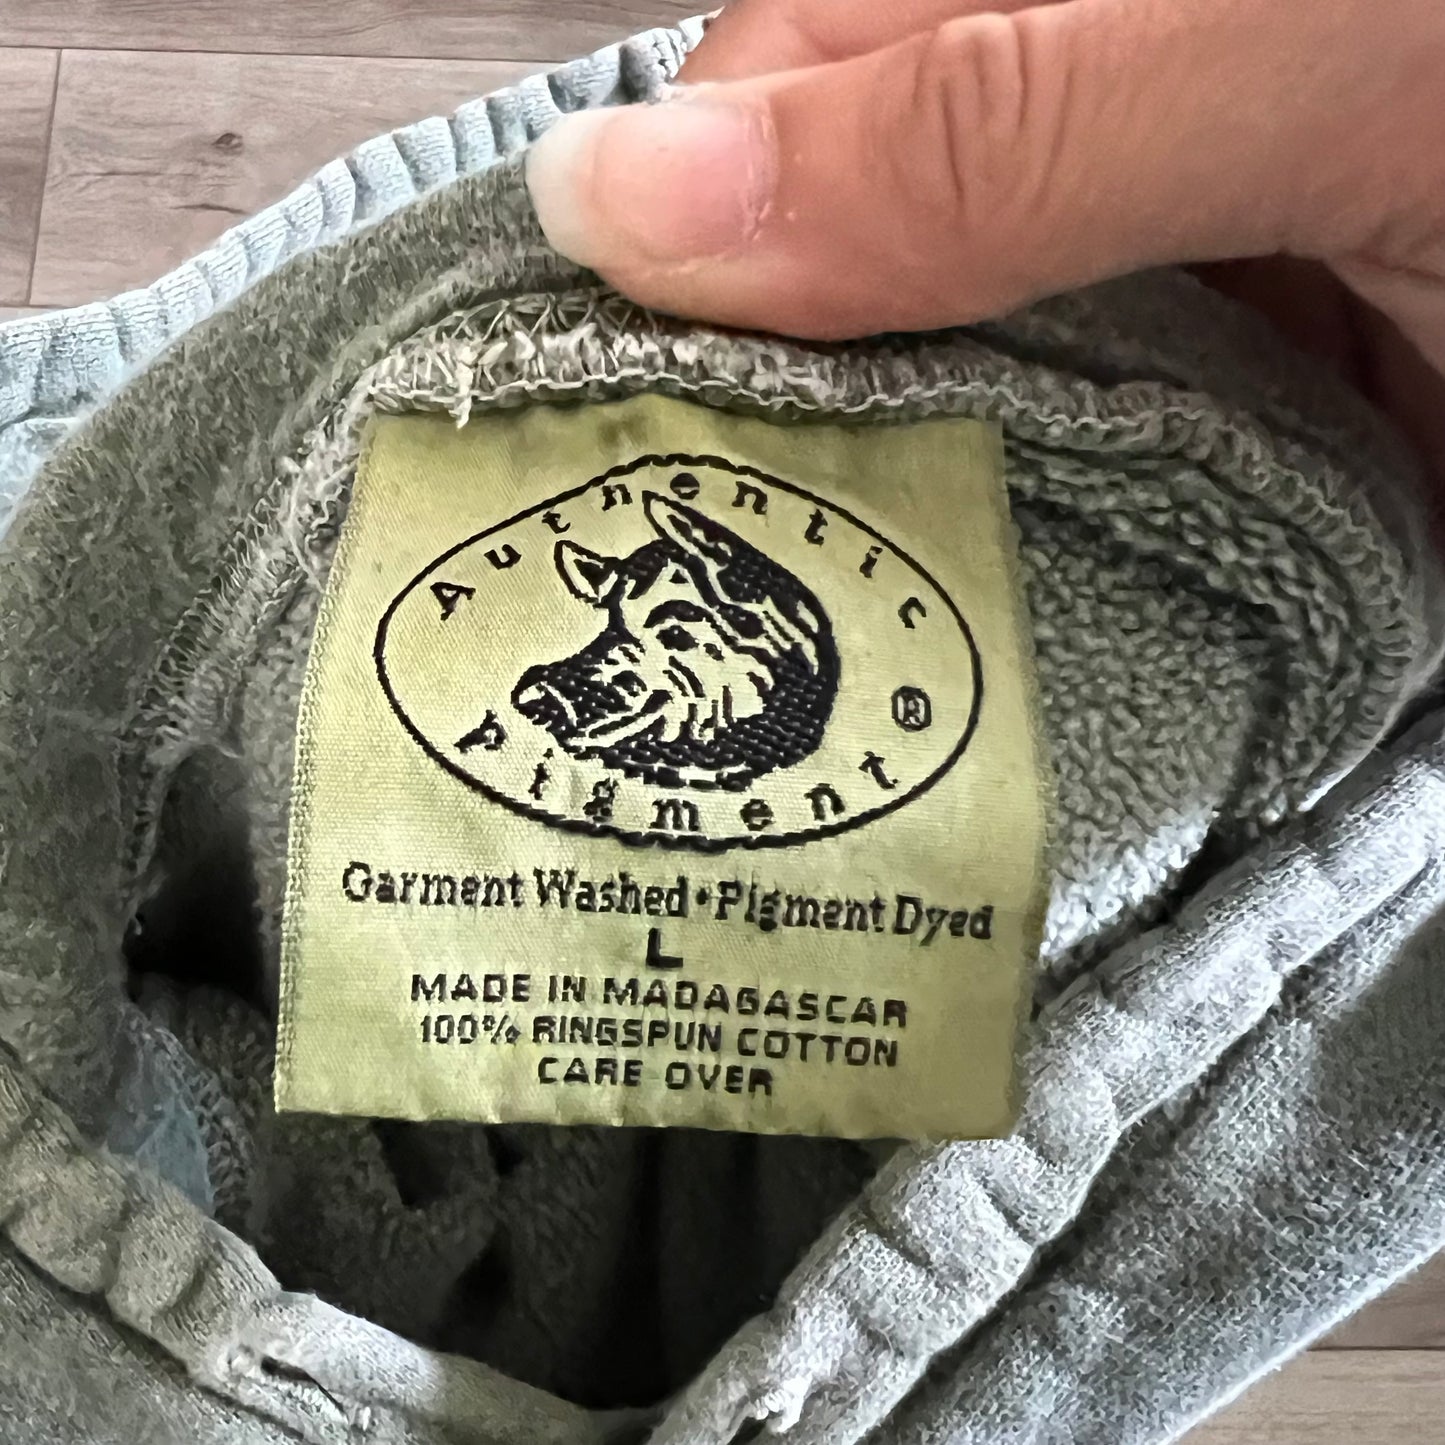 Authentic
Pigment®
Garment Washed•Pigment Dyed
L
MADE IN MADAGASCAR
100% RINGSPUN COTTON
CARE OVER